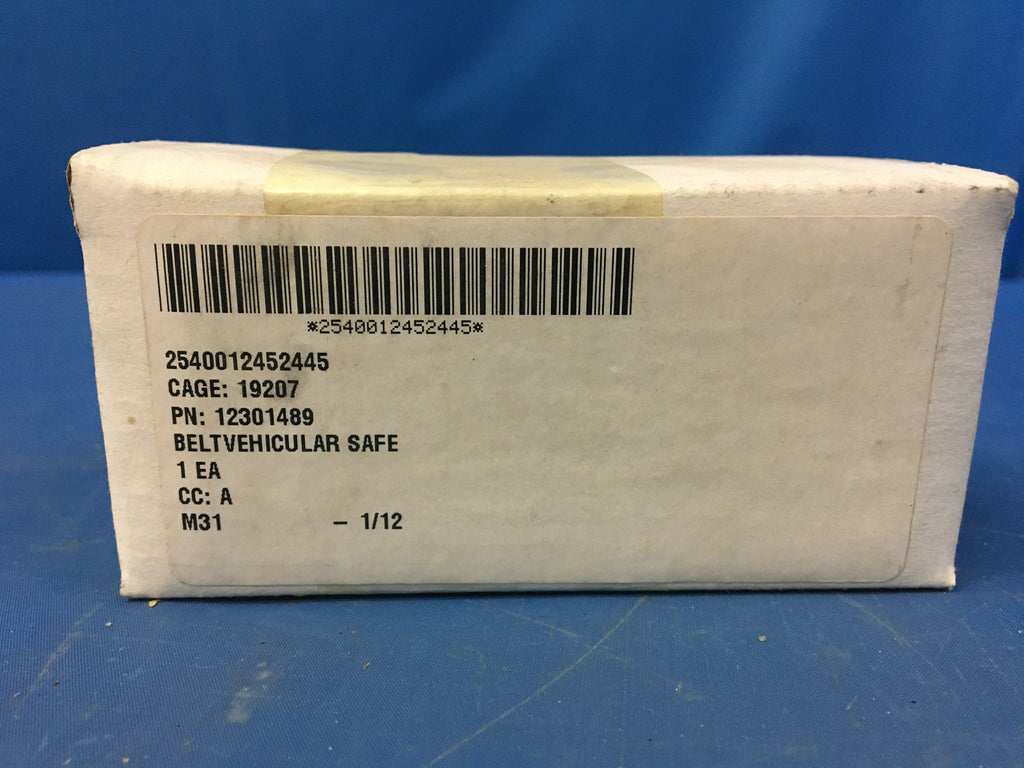 *2540012452445*
2540012452445
CAGE: 19207
PN: 12301489
BELTVEHICULAR SAFE
1 EA
CC: A
M31 – 1/12